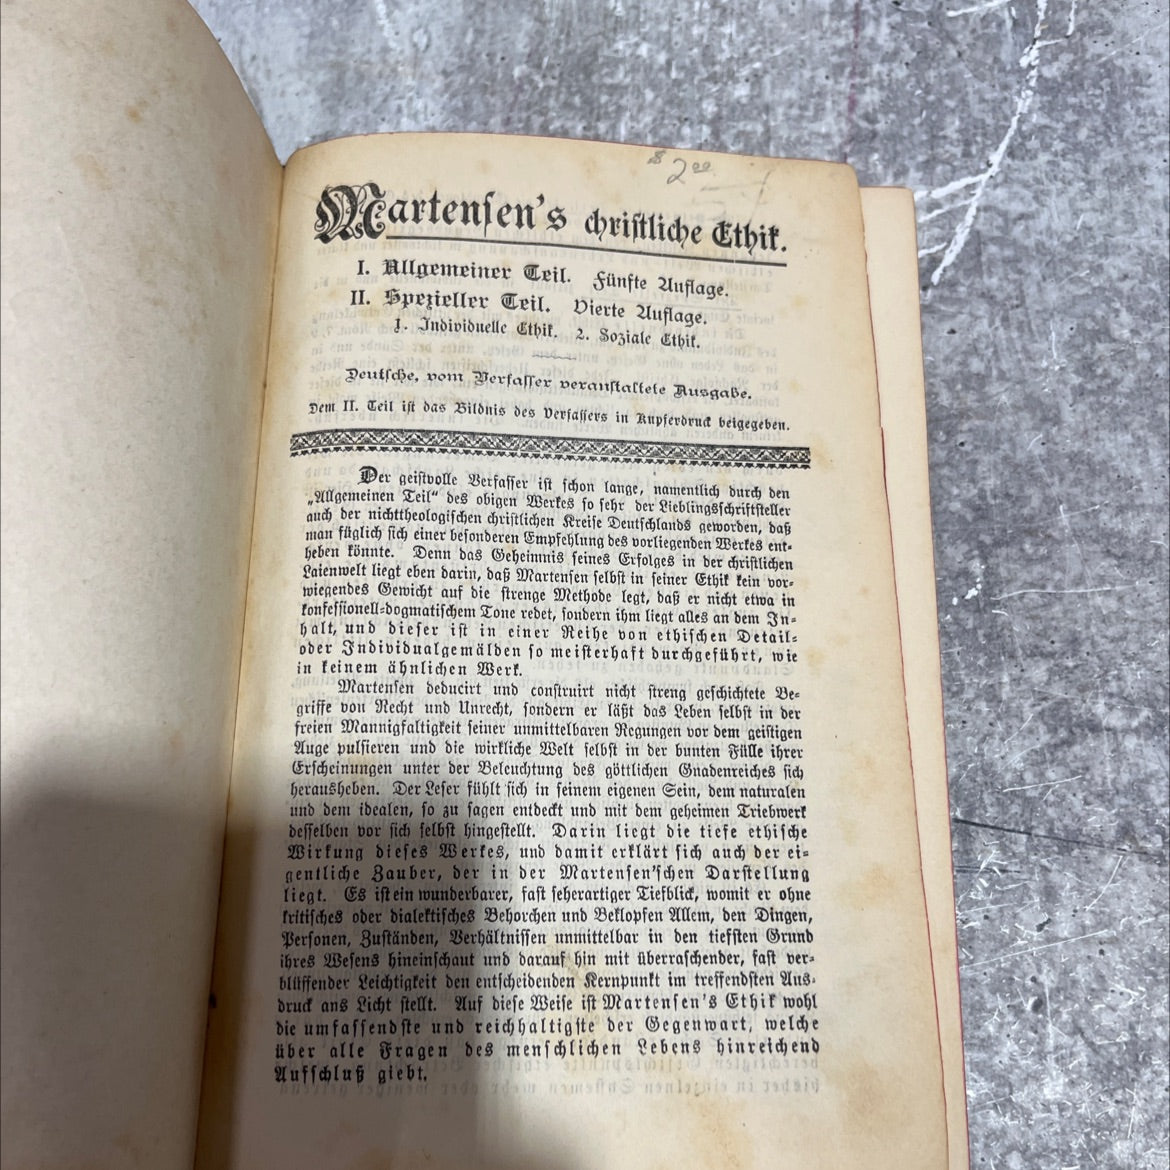 $ 2.00
Martensen's christliche Ethik.
I. Allgemeiner Teil. Fünfte Auflage.
II. Spezieller Teil. Vierte Auflage.
1. Individuelle Ethik. 2. Soziale Ethik.
Deutsche, vom Verfasser veranstaltete Ausgabe.
Dem II. Teil ist das Bildnis des Verfassers in Kupferdruck beigegeben.
Der geistvolle Verfasser ist schon lange, namentlich durch den
„Allgemeinen Teil“ des obigen Werkes so sehr der Lieblingsschriftsteller
auch der nichttheologischen christlichen Kreise Deutschlands geworden, daß
man füglich sich einer besonderen Empfehlung des vorliegenden Werkes ent-
heben könnte. Denn das Geheimnis seines Erfolges in der christlichen
Laienwelt liegt eben darin, daß Martensen selbst in seiner Ethik kein vor-
wiegendes Gewicht auf die strenge Methode legt, daß er nicht etwa in
konfessionell-dogmatischem Tone redet, sondern ihm liegt alles an dem In-
halt, und dieser ist in einer Reihe von ethischen Detail-
oder Individualgemälden so meisterhaft durchgeführt, wie
in keinem ähnlichen Werk.
Martensen deducirt und construirt nicht streng geschichtete Be-
griffe von Recht und Unrecht, sondern er läßt das Leben selbst in der
freien Mannigfaltigkeit seiner unmittelbaren Regungen vor dem geistigen
Auge pulsieren und die wirkliche Welt selbst in der bunten Fülle ihrer
Erscheinungen unter der Beleuchtung des göttlichen Gnadenreiches sich
herausheben. Der Leser fühlt sich in seinem eigenen Sein, dem naturalen
und dem idealen, so zu sagen entdeckt und mit dem geheimen Triebwerk
desselben vor sich selbst hingestellt. Darin liegt die tiefe ethische
Wirkung dieses Werkes, und damit erklärt sich auch der ei-
gentliche Zauber, der in der Martensen'schen Darstellung
liegt. Es ist ein wunderbarer, fast seherartiger Tiefblick, womit er ohne
kritisches oder dialektisches Behorchen und Beklopfen Allem, den Dingen,
Personen, Zuständen, Verhältnissen unmittelbar in den tiefsten Grund
ihres Wesens hineinschaut und darauf hin mit überraschender, fast ver-
blüffender Leichtigkeit den entscheidenden Kernpunkt im treffendsten Aus-
druck ans Licht stellt. Auf diese Weise ist Martensen's Ethik wohl
die umfassendste und reichhaltigste der Gegenwart, welche
über alle Fragen des menschlichen Lebens hinreichend
Aufschluß giebt.